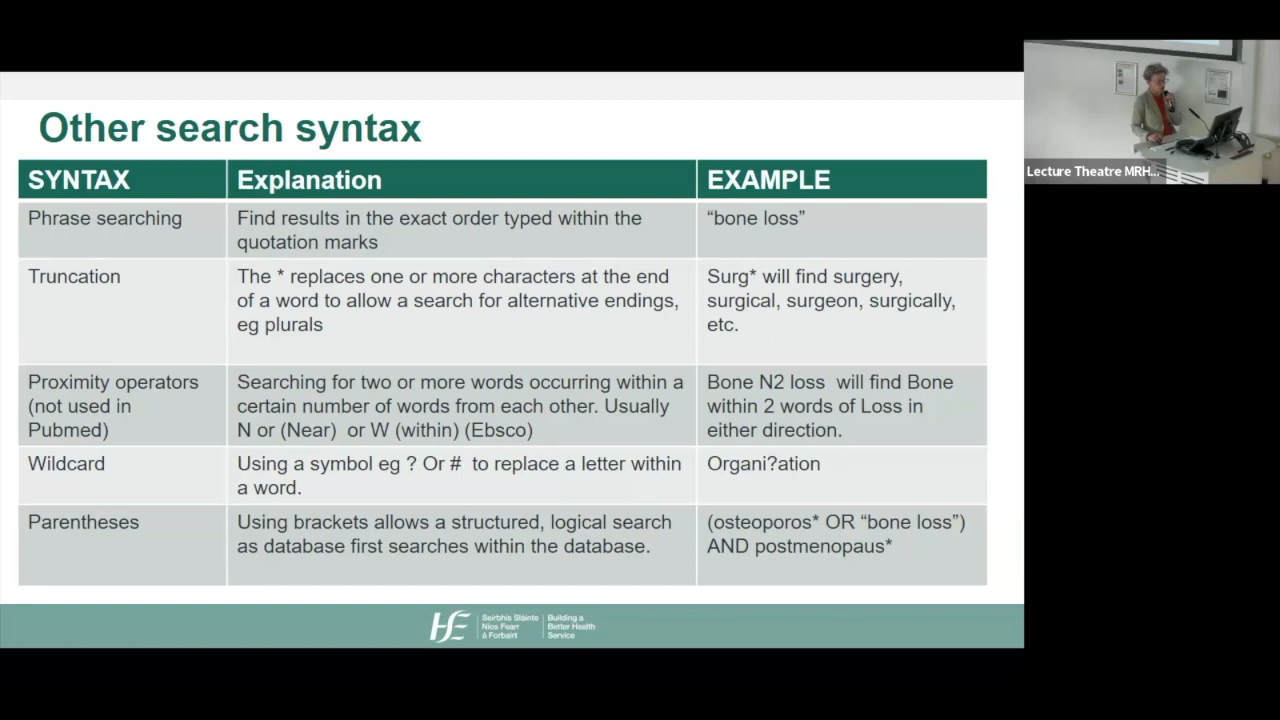 Other search syntax
SYNTAX
Explanation
EXAMPLE
Phrase searching
Find results in the exact order typed within the
quotation marks
“bone loss”
Truncation
The * replaces one or more characters at the end
of a word to allow a search for alternative endings,
eg plurals
Surg* will find surgery,
surgical, surgeon, surgically,
etc.
Proximity operators
(not used in
Pubmed)
Searching for two or more words occurring within a
certain number of words from each other. Usually
N or (Near)  or W (within) (Ebsco)
Bone N2 loss  will find Bone
within 2 words of Loss in
either direction.
Wildcard
Using a symbol eg ? Or #  to replace a letter within
a word.
Organi?ation
Parentheses
Using brackets allows a structured, logical search
as database first searches within the database.
(osteoporos* OR “bone loss”)
AND postmenopaus*
Seirbhís Sláinte
Níos Fearr
á Forbairt
Building a
Better Health
Service
Lecture Theatre MRH...